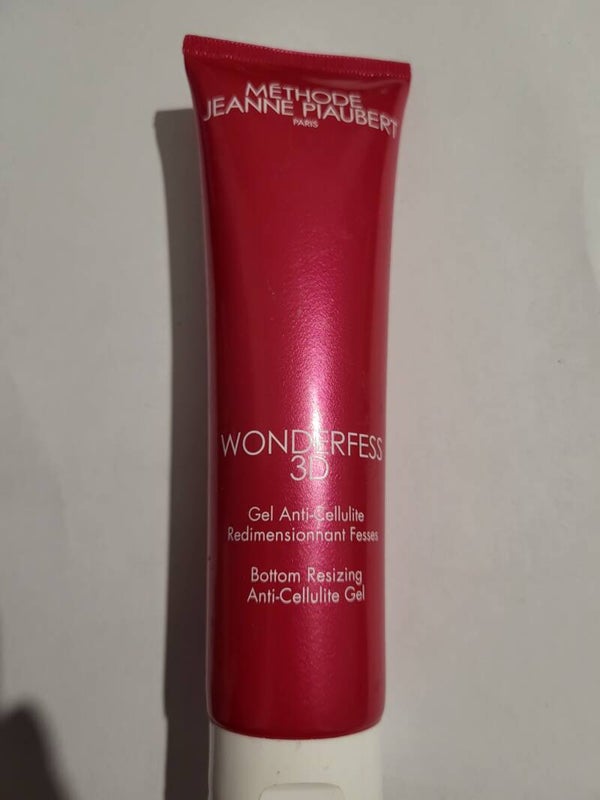 MÉTHODE
JEANNE PIAUBERT
PARIS
WONDERFESS
3D
Gel Anti-Cellulite
Redimensionnant Fesses
Bottom Resizing
Anti-Cellulite Gel